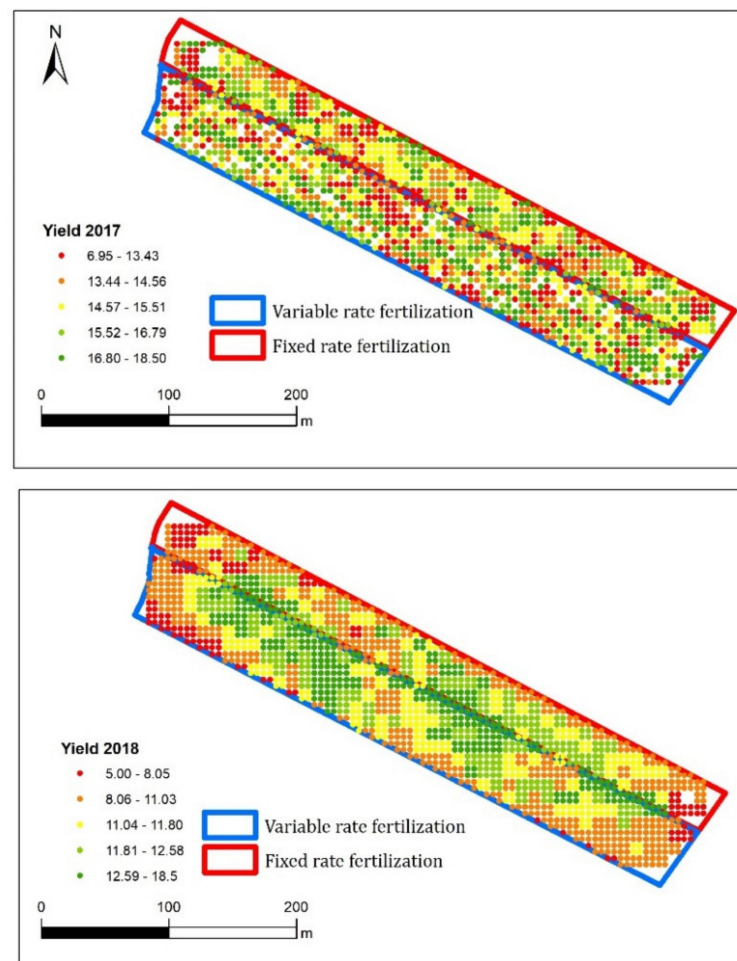 N
Yield 2017
6.95 - 13.43
13.44 - 14.56
14.57 - 15.51
15.52 - 16.79
16.80 - 18.50
Variable rate fertilization
Fixed rate fertilization
0 100 200
m
Yield 2018
5.00 - 8.05
8.06 - 11.03
11.04 - 11.80
11.81 - 12.58
12.59 - 18.5
Variable rate fertilization
Fixed rate fertilization
0 100 200
m